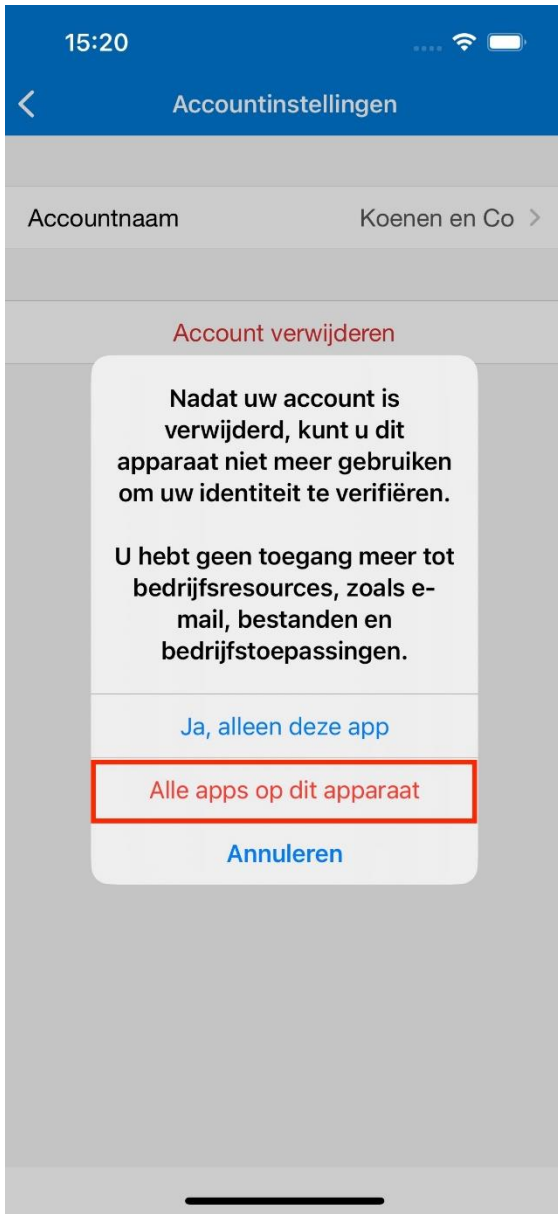 15:20
Accountinstellingen
Accountnaam Koenen en Co
Account verwijderen
Nadat uw account is
verwijderd, kunt u dit
apparaat niet meer gebruiken
om uw identiteit te verifiëren.
U hebt geen toegang meer tot
bedrijfsresources, zoals e-
mail, bestanden en
bedrijfstoepassingen.
Ja, alleen deze app
Alle apps op dit apparaat
Annuleren